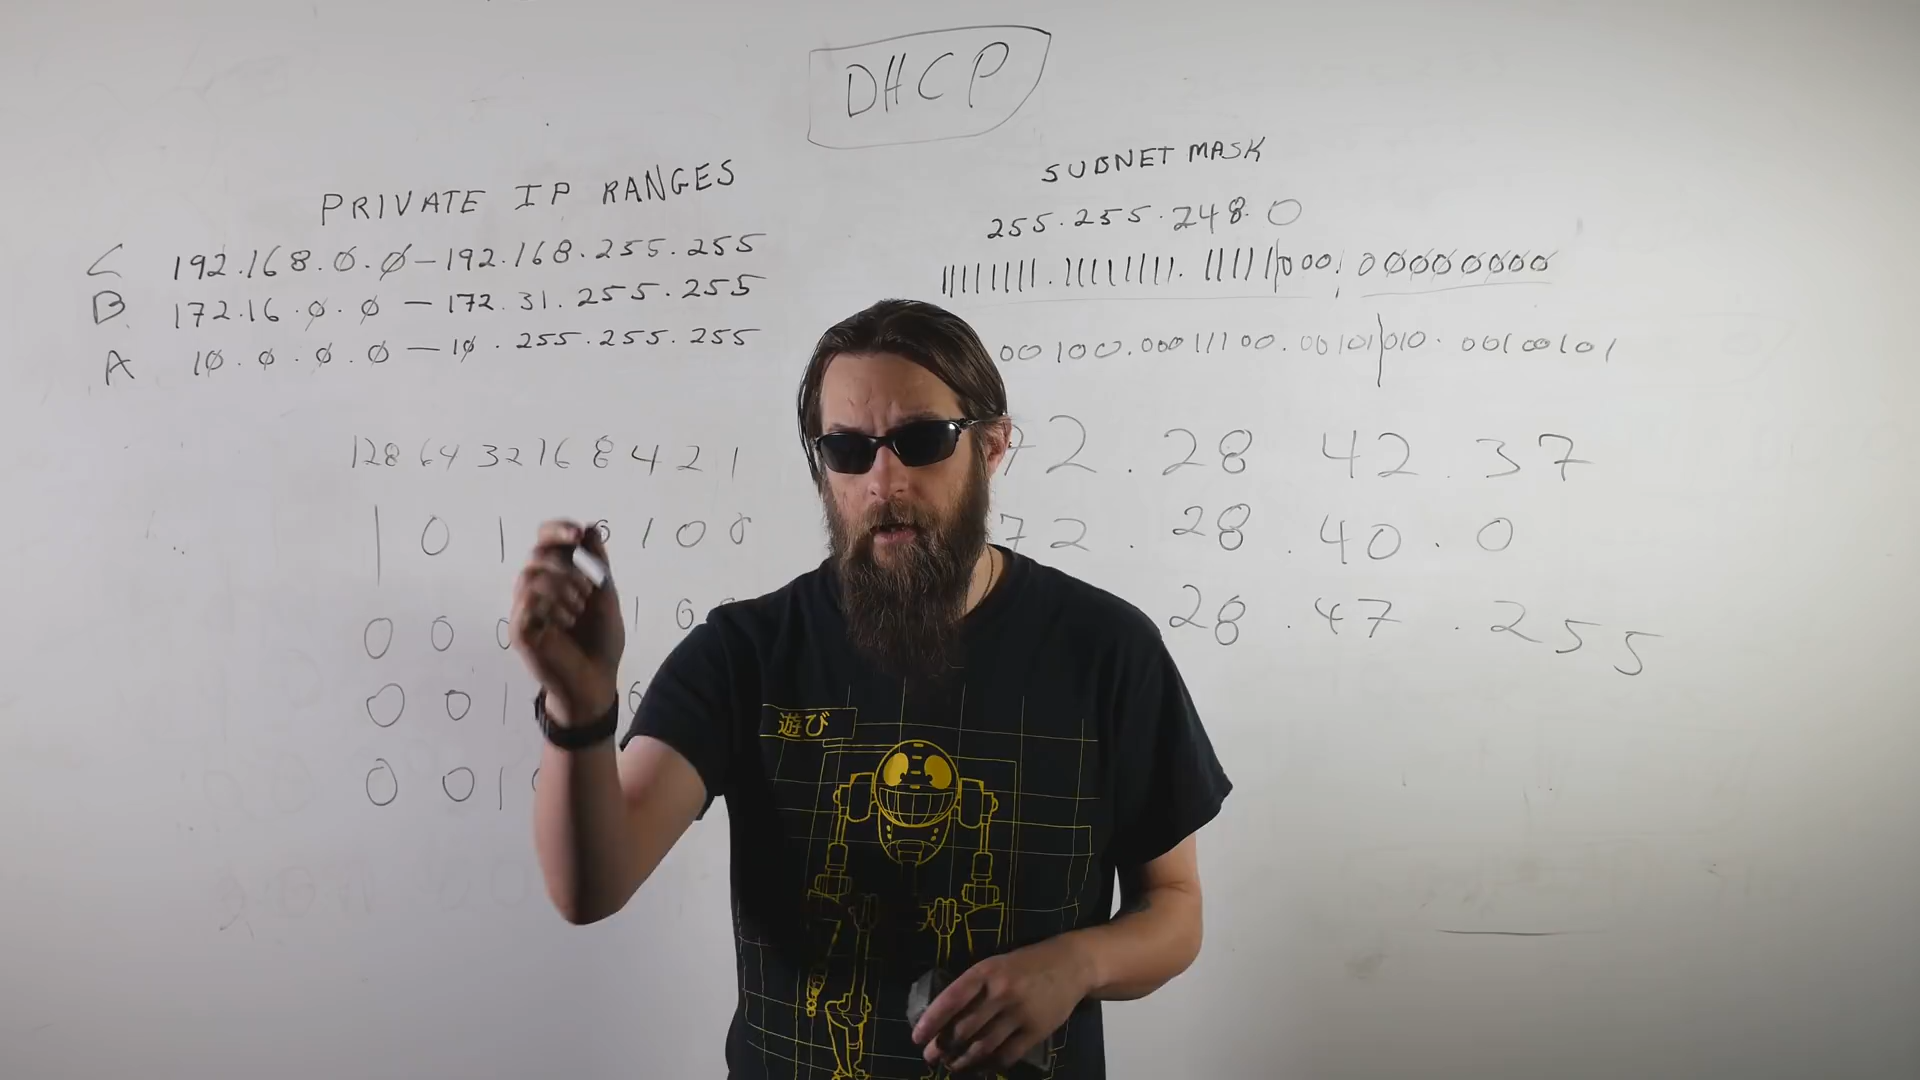 DHCP
PRIVATE IP RANGES
C 192.168.0.0 - 192.168.255.255
B 172.16.0.0 - 172.31.255.255
A 10.0.0.0 - 10.255.255.255
SUBNET MASK
255.255.248.0
11111111.11111111.11111000.00000000
00100.00011100.00101010.00100101
128 64 32 16 8 4 2 1
1 0 1 0 1 0 0
0 0 0 1 0
0 0 1
0 0 1
72.28 42.37
72.28.40.0
28.47.255
遊び